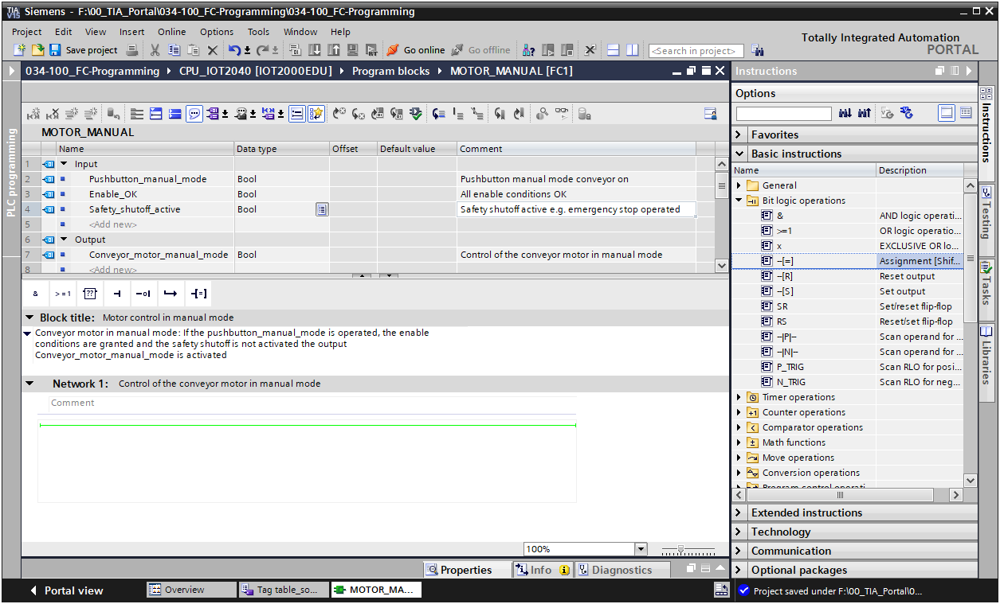 Siemens - F:\00_TIA_Portal\034-100_FC-Programming\034-100_FC-Programming
Project Edit View Insert Online Options Tools Window Help
Totally Integrated Automation
PORTAL
Save project Go online Go offline <Search in project>
034-100_FC-Programming CPU_IOT2040 [IOT2000EDU] Program blocks MOTOR_MANUAL [FC1]
MOTOR_MANUAL
Name Data type Offset Default value Comment
1 Input
2 Pushbutton_manual_mode Bool Pushbutton manual mode conveyor on
3 Enable_OK Bool All enable conditions OK
4 Safety_shutoff_active Bool Safety shutoff active e.g. emergency stop operated
5 <Add new>
6 Output
7 Conveyor_motor_manual_mode Bool Control of the conveyor motor in manual mode
8 <Add new>
& >=1 ?? -[=]
Block title: Motor control in manual mode
Conveyor motor in manual mode: If the pushbutton_manual_mode is operated, the enable
conditions are granted and the safety shutoff is not activated the output
Conveyor_motor_manual_mode is activated
Network 1: Control of the conveyor motor in manual mode
Comment
100%
Properties Info Diagnostics
PLC programming
Instructions
Options
Favorites
Basic instructions
Name Description
General
Bit logic operations
& AND logic operati...
>=1 OR logic operatio...
x EXCLUSIVE OR lo...
–[=] Assignment [Shif...
–[R] Reset output
–[S] Set output
SR Set/reset flip-flop
RS Reset/set flip-flop
–|P|– Scan operand for ...
–|N|– Scan operand for ...
P_TRIG Scan RLO for posi...
N_TRIG Scan RLO for neg...
Timer operations
Counter operations
Comparator operations
Math functions
Move operations
Conversion operations
Program control operati...
Extended instructions
Technology
Communication
Optional packages
Instructions
Testing
Tasks
Libraries
Portal view Overview Tag table_so... MOTOR_MA... Project saved under F:\00_TIA_Portal\0...